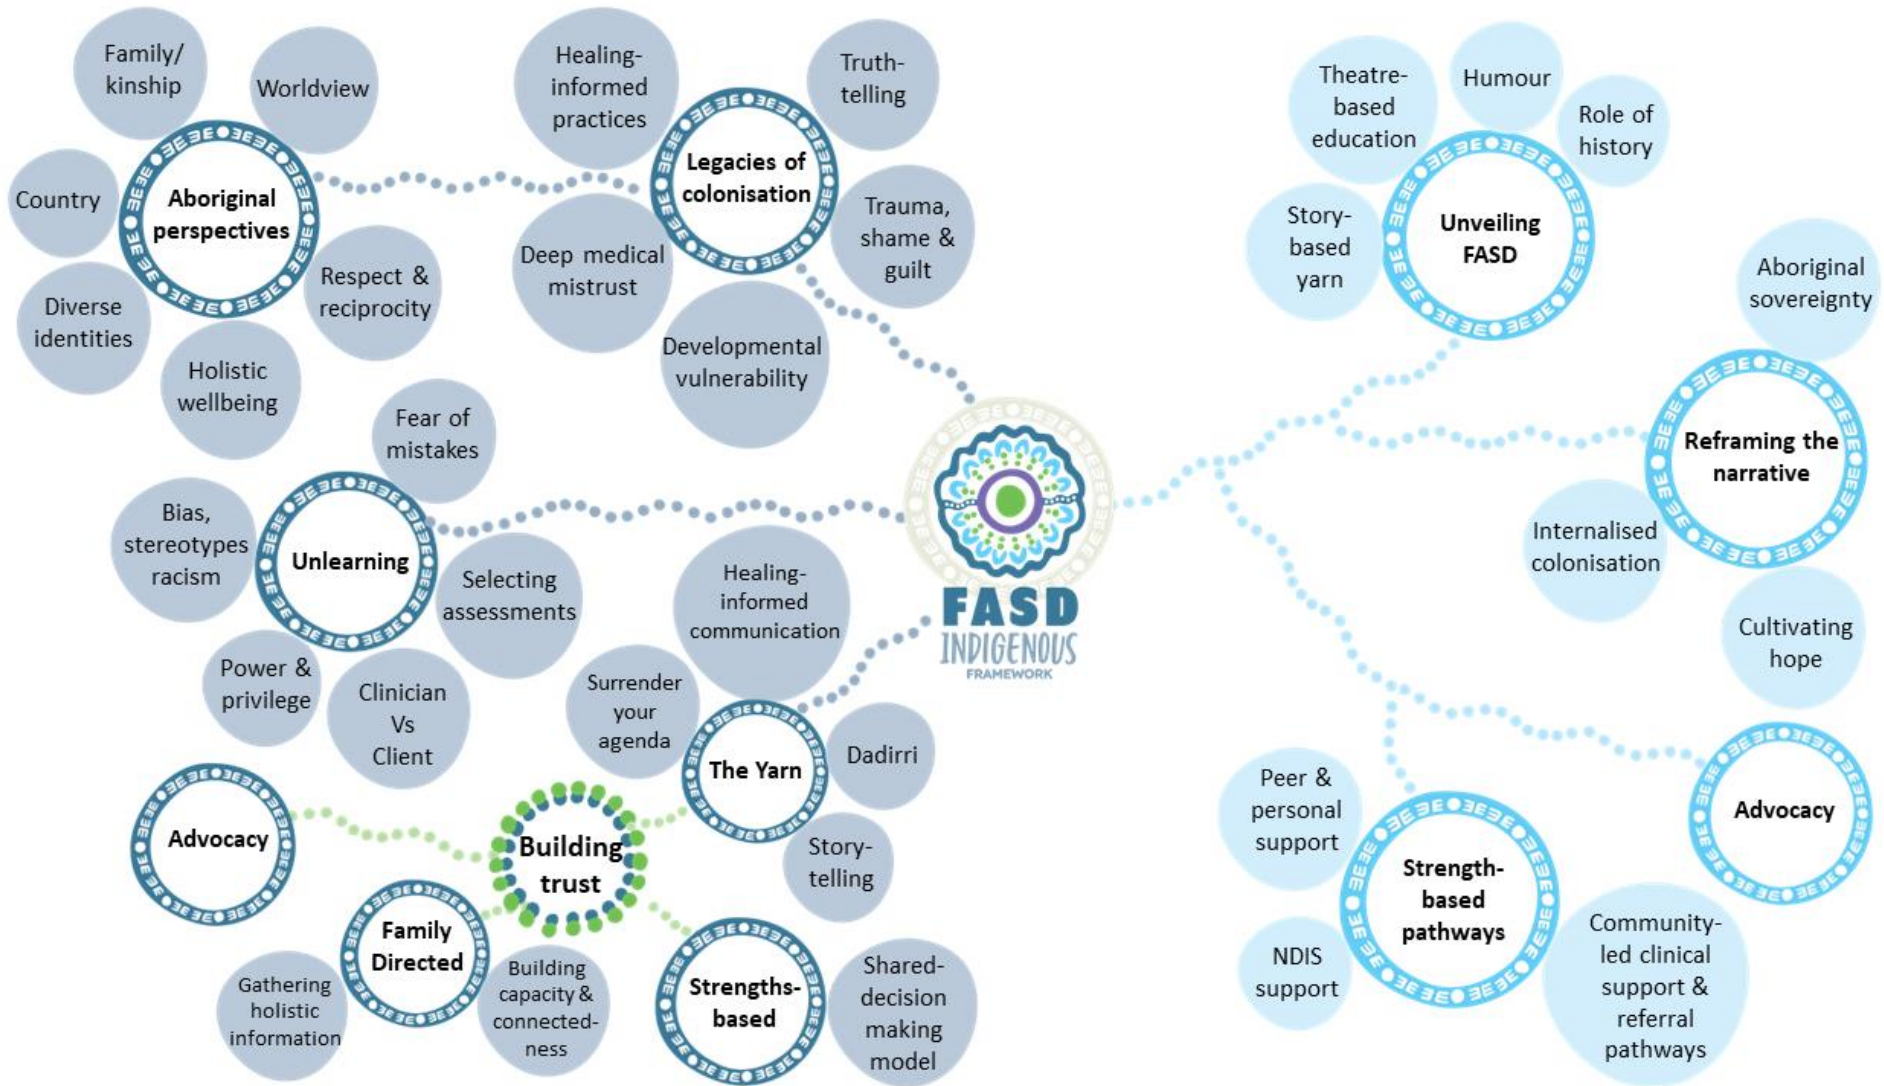 Family/
kinship
Worldview
Country
Aboriginal
perspectives
Respect &
reciprocity
Diverse
identities
Holistic
wellbeing
Healing-
informed
practices
Truth-
telling
Legacies of
colonisation
Trauma,
shame &
guilt
Deep medical
mistrust
Developmental
vulnerability
Fear of
mistakes
Bias,
stereotypes
racism
Unlearning
Selecting
assessments
Power &
privilege
Clinician
Vs
Client
Healing-
informed
communication
Surrender
your
agenda
The Yarn
Dadirri
Story-
telling
Advocacy
Building
trust
Family
Directed
Gathering
holistic
information
Building
capacity &
connected-
ness
Strengths-
based
Shared-
decision
making
model
FASD
INDIGENOUS
FRAMEWORK
Theatre-
based
education
Humour
Role of
history
Story-
based
yarn
Unveiling
FASD
Aboriginal
sovereignty
Reframing the
narrative
Internalised
colonisation
Cultivating
hope
Peer &
personal
support
Strength-
based
pathways
NDIS
support
Community-
led clinical
support &
referral
pathways
Advocacy